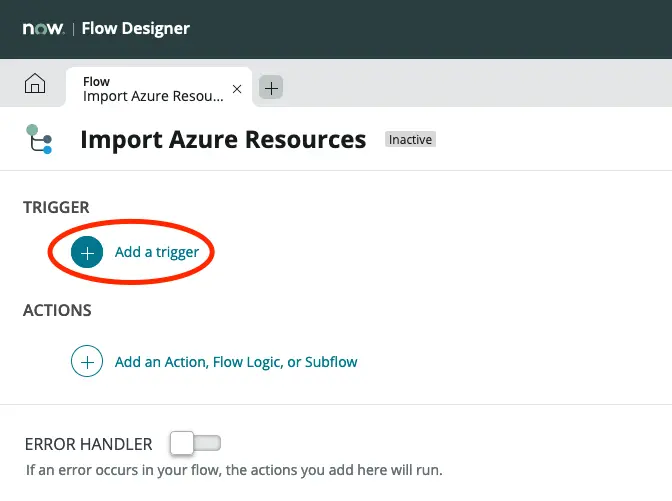 now. | Flow Designer
Flow
Import Azure Resou...
Import Azure Resources Inactive
TRIGGER
Add a trigger
ACTIONS
Add an Action, Flow Logic, or Subflow
ERROR HANDLER
If an error occurs in your flow, the actions you add here will run.